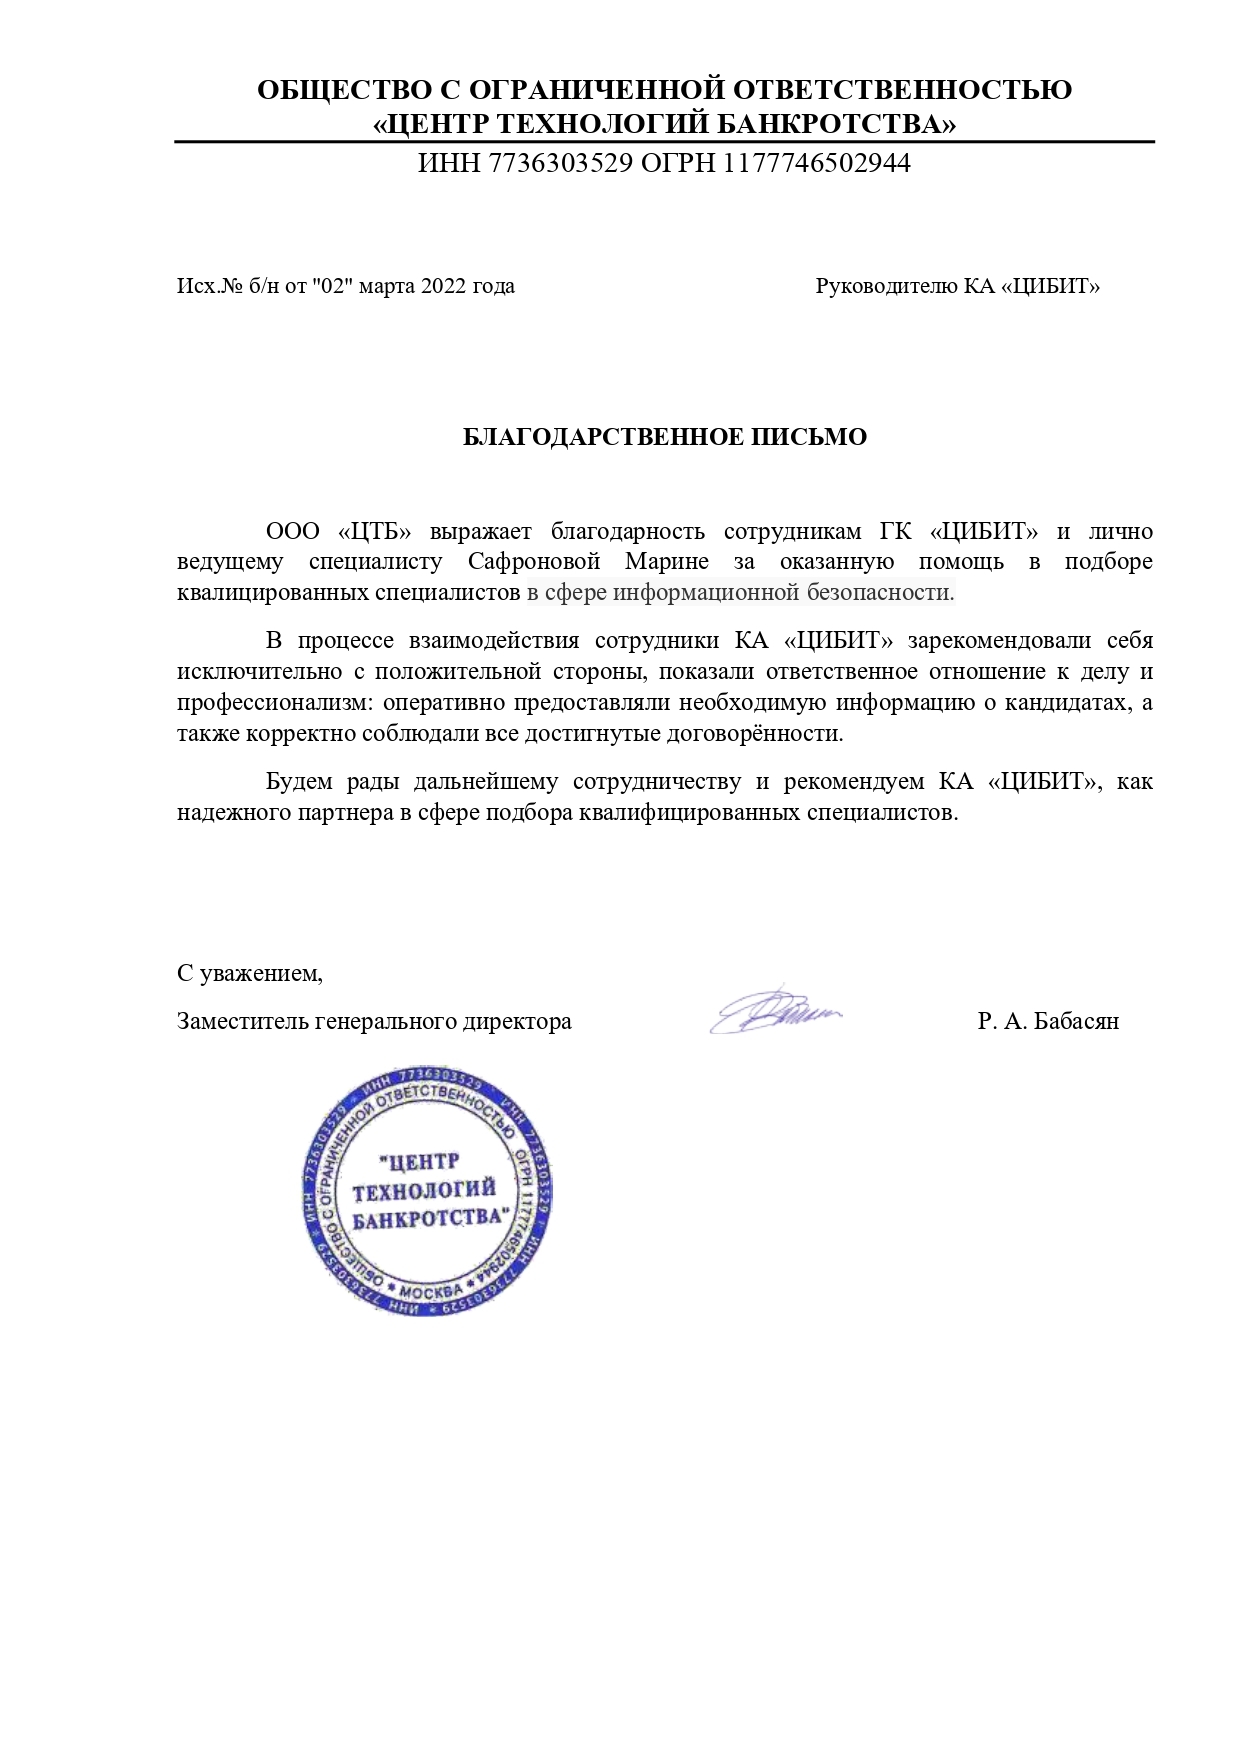 ОБЩЕСТВО С ОГРАНИЧЕННОЙ ОТВЕТСТВЕННОСТЬЮ
«ЦЕНТР ТЕХНОЛОГИЙ БАНКРОТСТВА»
ИНН 7736303529 ОГРН 1177746502944
Исх.№ б/н от "02" марта 2022 года
Руководителю КА «ЦИБИТ»
БЛАГОДАРСТВЕННОЕ ПИСЬМО
ООО «ЦТБ» выражает благодарность сотрудникам ГК «ЦИБИТ» и лично
ведущему специалисту Сафроновой Марине за оказанную помощь в подборе
квалицированных специалистов в сфере информационной безопасности.
В процессе взаимодействия сотрудники КА «ЦИБИТ» зарекомендовали себя
исключительно с положительной стороны, показали ответственное отношение к делу и
профессионализм: оперативно предоставляли необходимую информацию о кандидатах, а
также корректно соблюдали все достигнутые договорённости.
Будем рады дальнейшему сотрудничеству и рекомендуем КА «ЦИБИТ», как
надежного партнера в сфере подбора квалифицированных специалистов.
С уважением,
Заместитель генерального директора
Р. А. Бабасян
ИНН 7736303529 * ИНН 7736303529 * ИНН 7736303529 * ИНН 7736303529 * ИНН 7736303529 *
ОБЩЕСТВО С ОГРАНИЧЕННОЙ ОТВЕТСТВЕННОСТЬЮ ОГРН 1177746502944 * МОСКВА *
"ЦЕНТР
ТЕХНОЛОГИЙ
БАНКРОТСТВА"